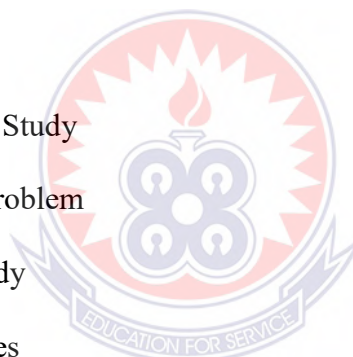 Study
roblem
dy
es
EDUCATION FOR SERVICE